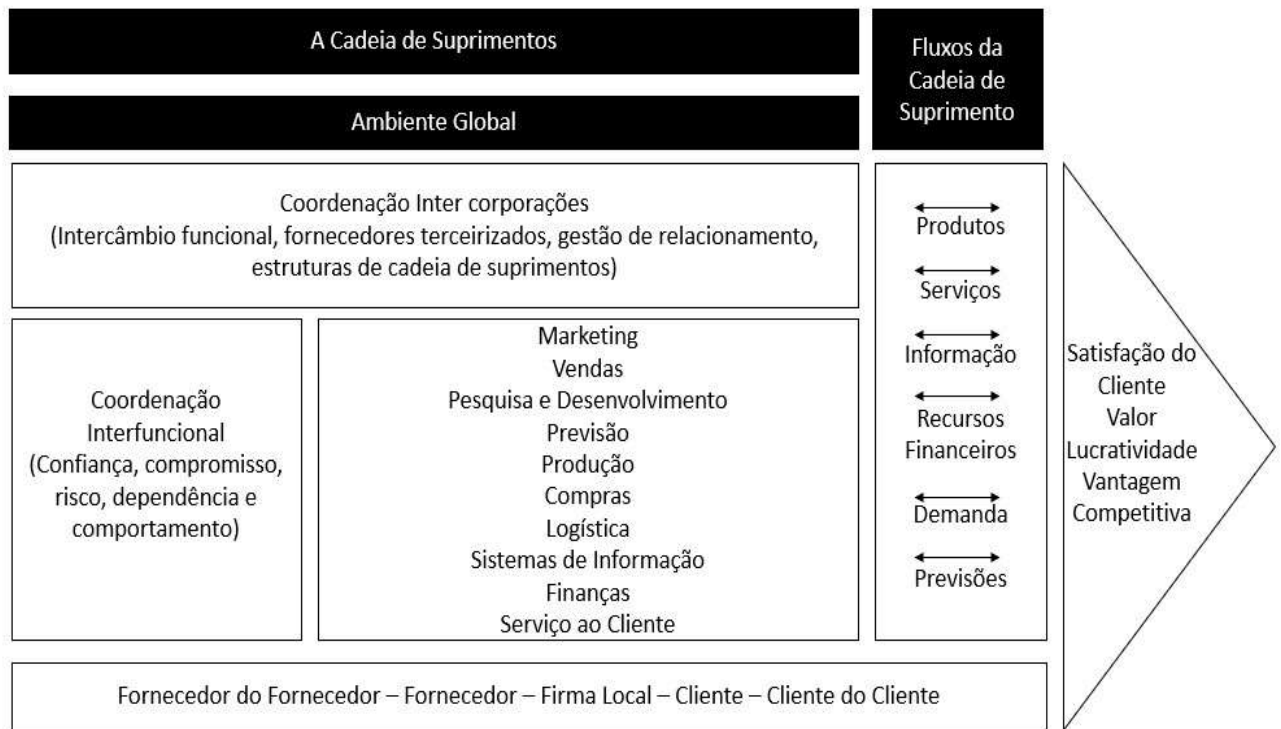 A Cadeia de Suprimentos
Ambiente Global
Fluxos da
Cadeia de
Suprimento
Coordenação Inter corporações
(Intercâmbio funcional, fornecedores terceirizados, gestão de relacionamento,
estruturas de cadeia de suprimentos)
Coordenação
Interfuncional
(Confiança, compromisso,
risco, dependência e
comportamento)
Marketing
Vendas
Pesquisa e Desenvolvimento
Previsão
Produção
Compras
Logística
Sistemas de Informação
Finanças
Serviço ao Cliente
Produtos
Serviços
Informação
Recursos
Financeiros
Demanda
Previsões
Satisfação do
Cliente
Valor
Lucratividade
Vantagem
Competitiva
Fornecedor do Fornecedor – Fornecedor – Firma Local – Cliente – Cliente do Cliente